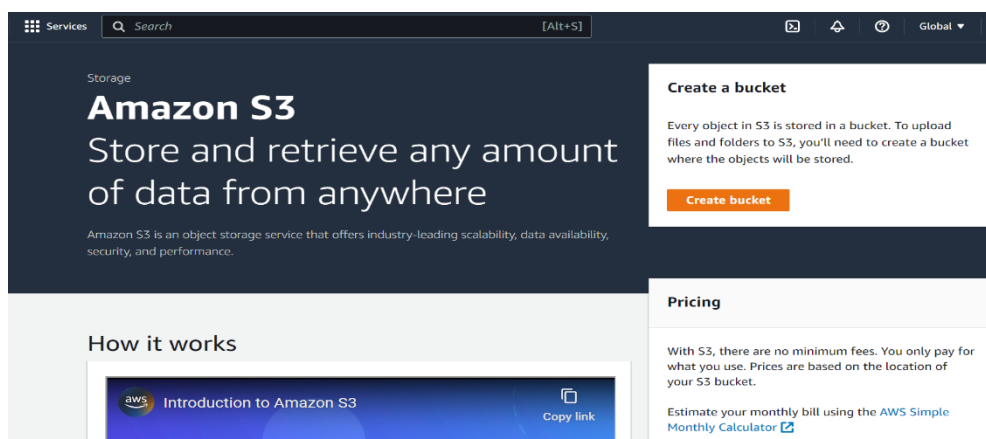 Services
Search
[Alt+S]
Global
Storage
Amazon S3
Store and retrieve any amount
of data from anywhere
Amazon S3 is an object storage service that offers industry-leading scalability, data availability,
security, and performance.
Create a bucket
Every object in S3 is stored in a bucket. To upload
files and folders to S3, you'll need to create a bucket
where the objects will be stored.
Create bucket
Pricing
With S3, there are no minimum fees. You only pay for
what you use. Prices are based on the location of
your S3 bucket.
Estimate your monthly bill using the AWS Simple
Monthly Calculator
How it works
aws
Introduction to Amazon S3
Copy link